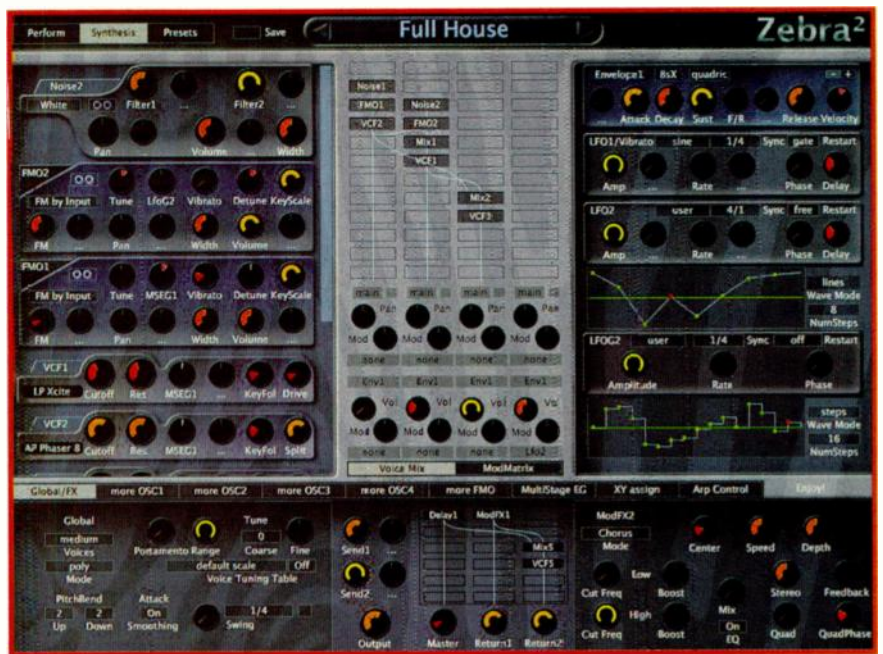 Perform Synthesis Presets Save Full House Zebra2
Noise2
White Filter1 ... Filter2 ...
Pan Volume ... Width
FMO2
FM by Input Tune LfoG2 Vibrato Detune KeyScale
FM ... Pan ... Width Volume ...
FMO1
FM by Input Tune MSEG1 Vibrato Detune KeyScale
FM ... Pan ... Width Volume ...
VCF1
LP Xcite Cutoff Res MSEG1 ... KeyFol Drive
VCF2
AP Phaser 8 Cutoff Res MSEG1 ... KeyFol Split
Noise1
FMO1 Noise2
VCF2 FMO2
Mix1
VCF1
Mix2
VCF3
main main main main
Pan Pan Pan Pan
Mod Mod Mod Mod
none none none none
Env1 Env1 Env1 Env1
Vol Vol Vol Vol
Mod Mod Mod Mod
none none none Lfo2
Voice Mix ModMatrix
Envelope1 8sX quadric - +
... Attack Decay Sust F/R ... Release Velocity
LFO1/Vibrato sine 1/4 Sync gate Restart
Amp ... Rate ... Phase Delay
LFO2 user 4/1 Sync free Restart
Amp ... Rate ... Phase Delay
lines
Wave Mode
8
NumSteps
LFOG2 user 1/4 Sync off Restart
Amplitude Rate Phase
steps
Wave Mode
16
NumSteps
Global/FX more OSC1 more OSC2 more OSC3 more OSC4 more FMO MultiStage EG XY assign Arp Control Enjoy!
Global
medium
Voices
poly
Mode
Portamento Range
Tune
0
Coarse Fine
default scale Off
Voice Tuning Table
PitchBend
2 2
Up Down
Attack
On
Smoothing
1/4
Swing
Send1 ...
Send2 ...
Output
Delay1 ModFX1
Mix5
VCF5
Master Return1 Return2
ModFX2
Chorus
Mode
Center Speed Depth
Cut Freq Low Boost Stereo Feedback
Cut Freq High Boost
Mix
On
EQ
Quad QuadPhase